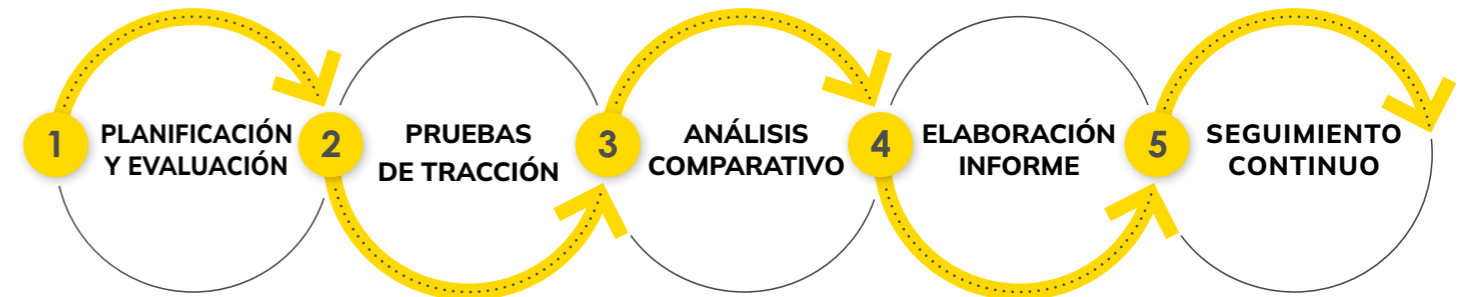 1
PLANIFICACIÓN
Y EVALUACIÓN
2
PRUEBAS
DE TRACCIÓN
3
ANÁLISIS
COMPARATIVO
4
ELABORACIÓN
INFORME
5
SEGUIMIENTO
CONTINUO